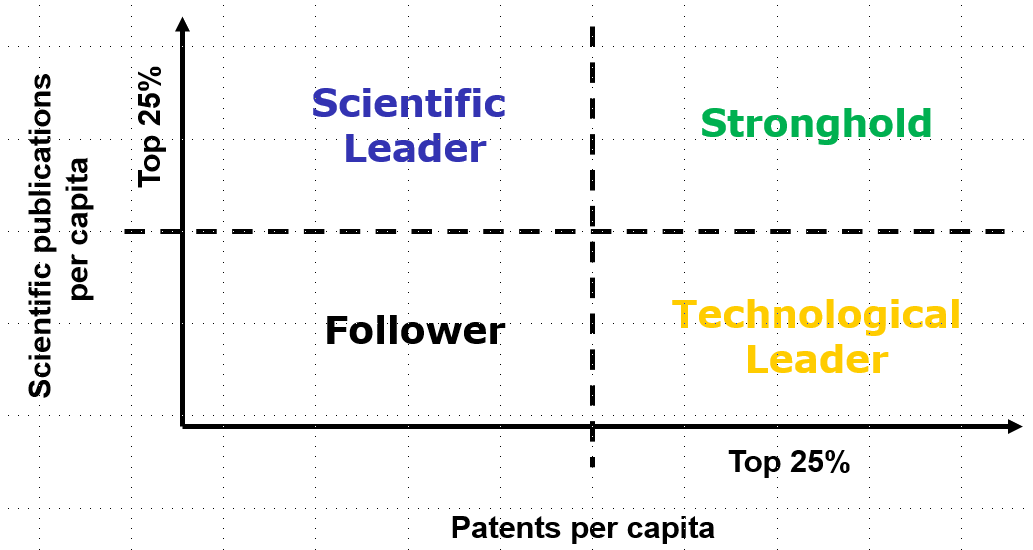 Scientific publications
per capita
Top 25%
Scientific
Leader
Stronghold
Follower
Technological
Leader
Top 25%
Patents per capita